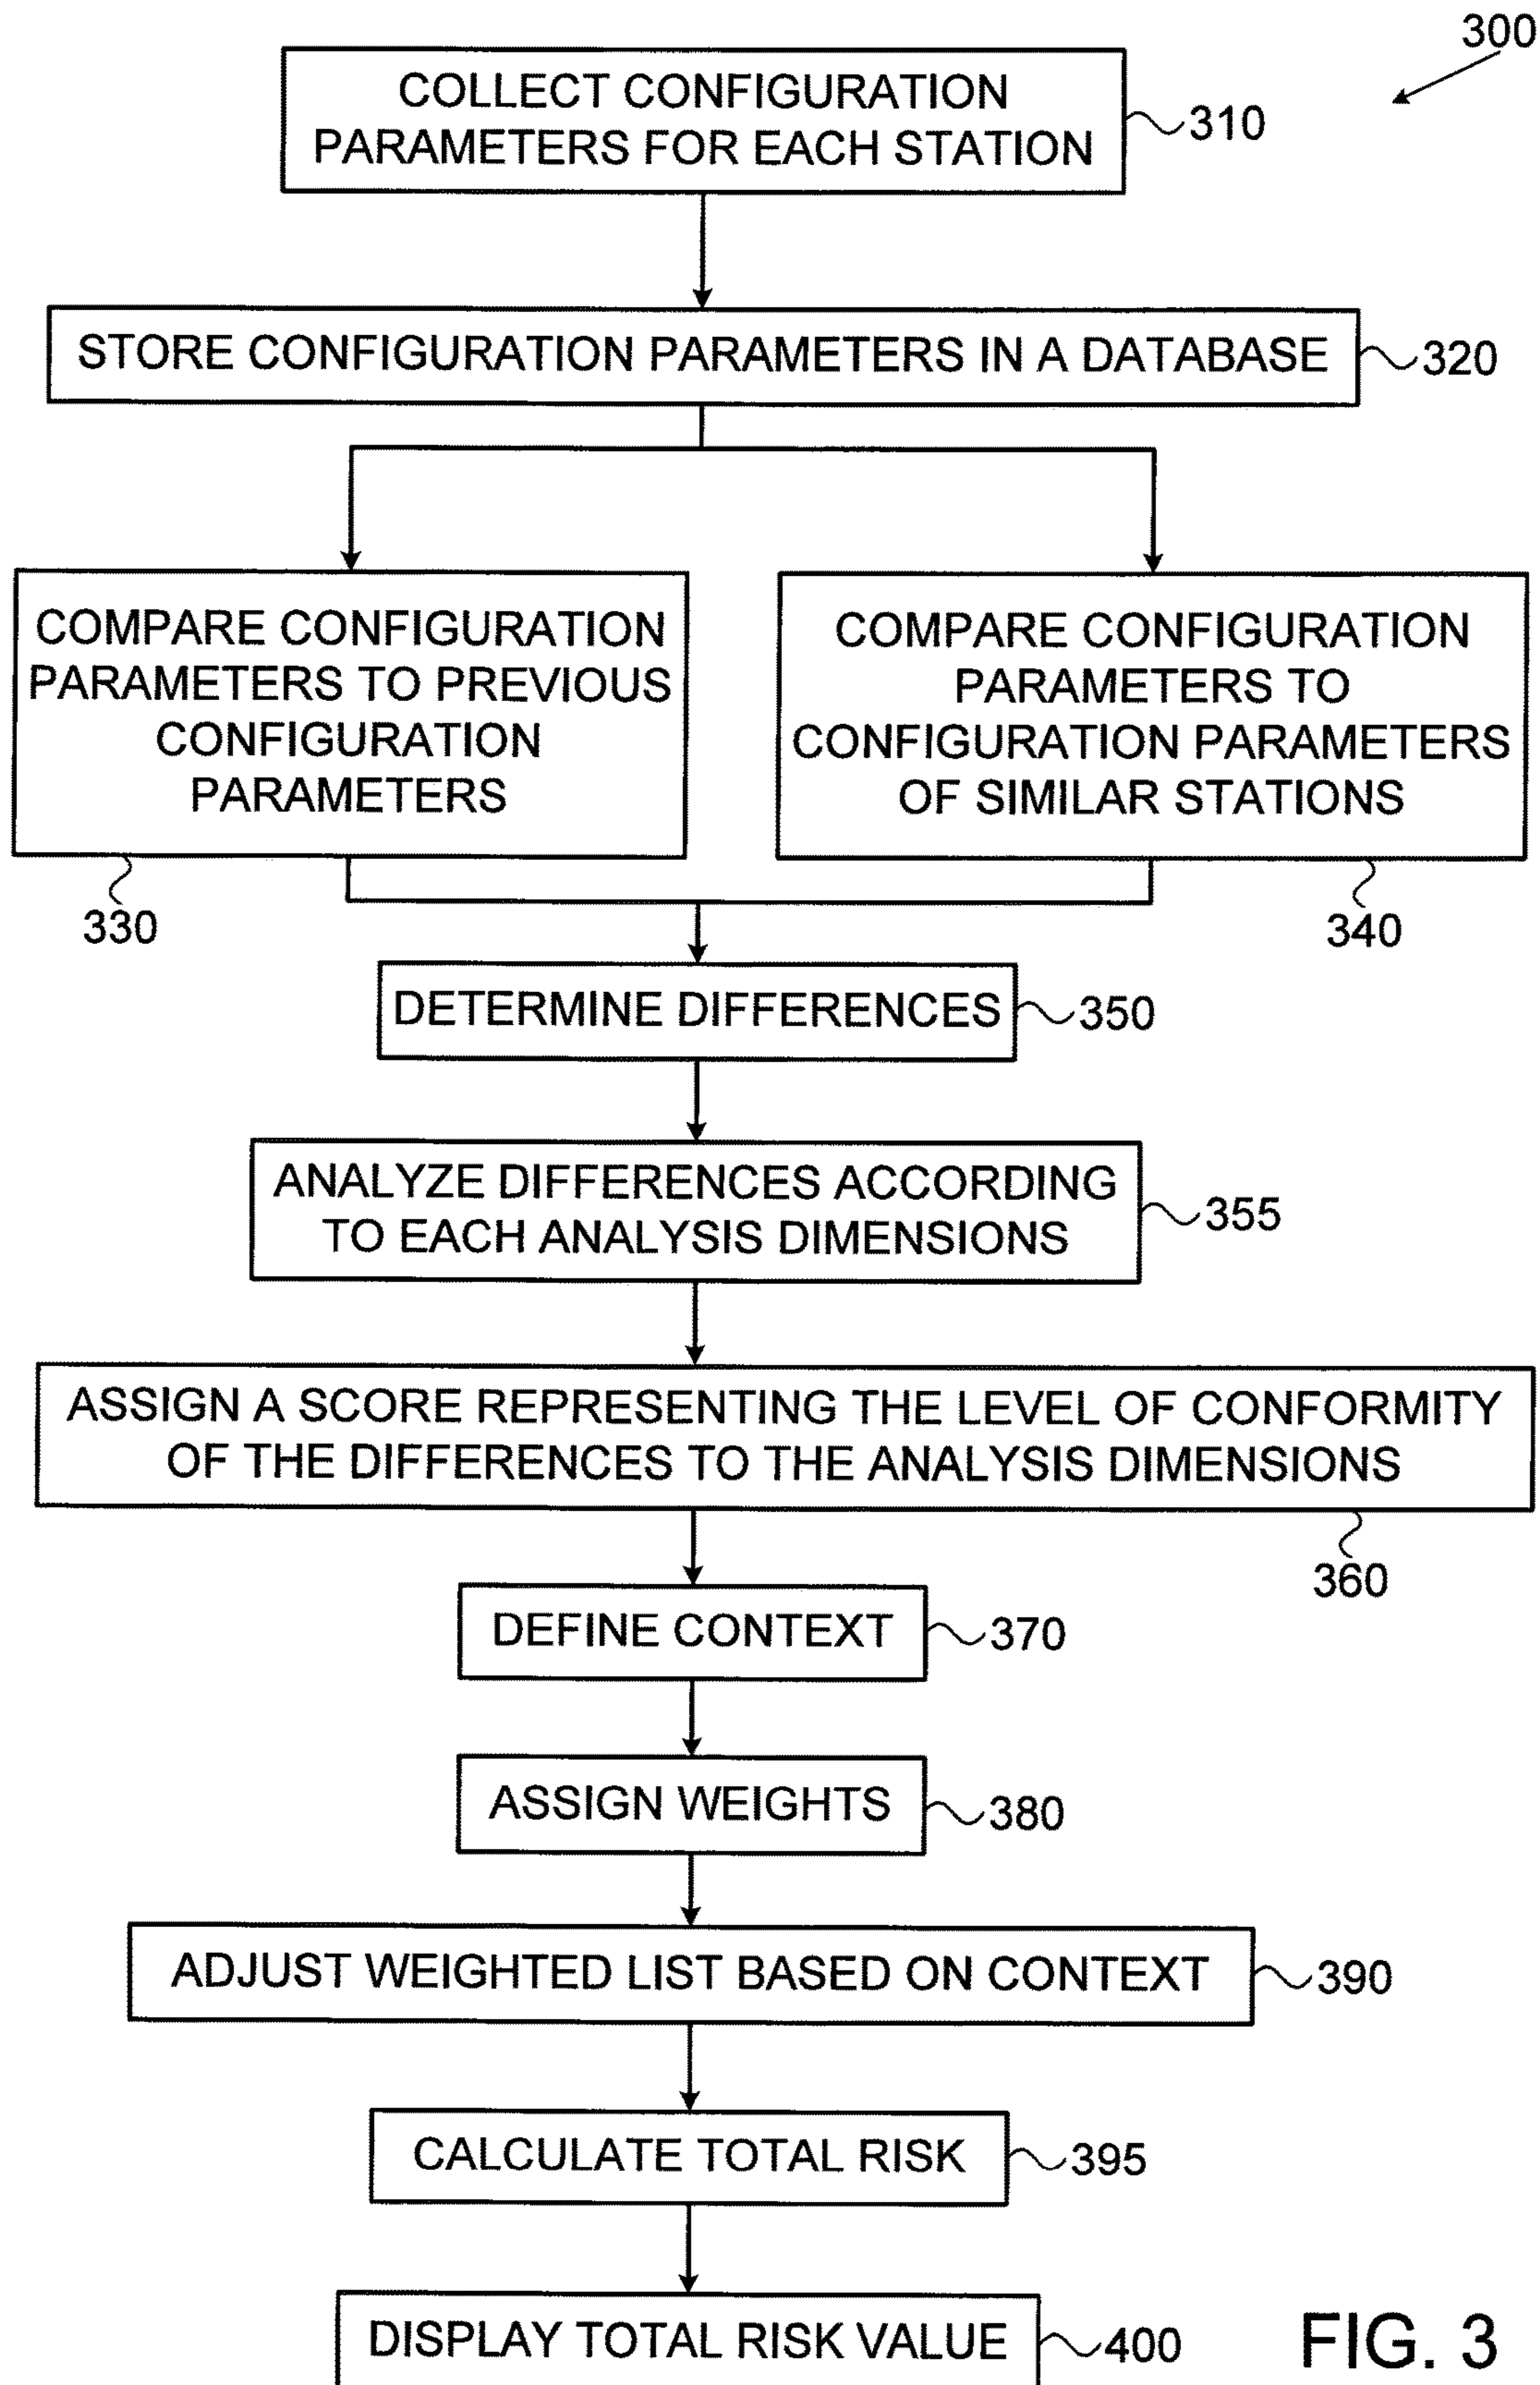 300
COLLECT CONFIGURATION
PARAMETERS FOR EACH STATION
310
STORE CONFIGURATION PARAMETERS IN A DATABASE
320
COMPARE CONFIGURATION
PARAMETERS TO PREVIOUS
CONFIGURATION
PARAMETERS
330
COMPARE CONFIGURATION
PARAMETERS TO
CONFIGURATION PARAMETERS
OF SIMILAR STATIONS
340
DETERMINE DIFFERENCES
350
ANALYZE DIFFERENCES ACCORDING
TO EACH ANALYSIS DIMENSIONS
355
ASSIGN A SCORE REPRESENTING THE LEVEL OF CONFORMITY
OF THE DIFFERENCES TO THE ANALYSIS DIMENSIONS
360
DEFINE CONTEXT
370
ASSIGN WEIGHTS
380
ADJUST WEIGHTED LIST BASED ON CONTEXT
390
CALCULATE TOTAL RISK
395
DISPLAY TOTAL RISK VALUE
400
FIG. 3